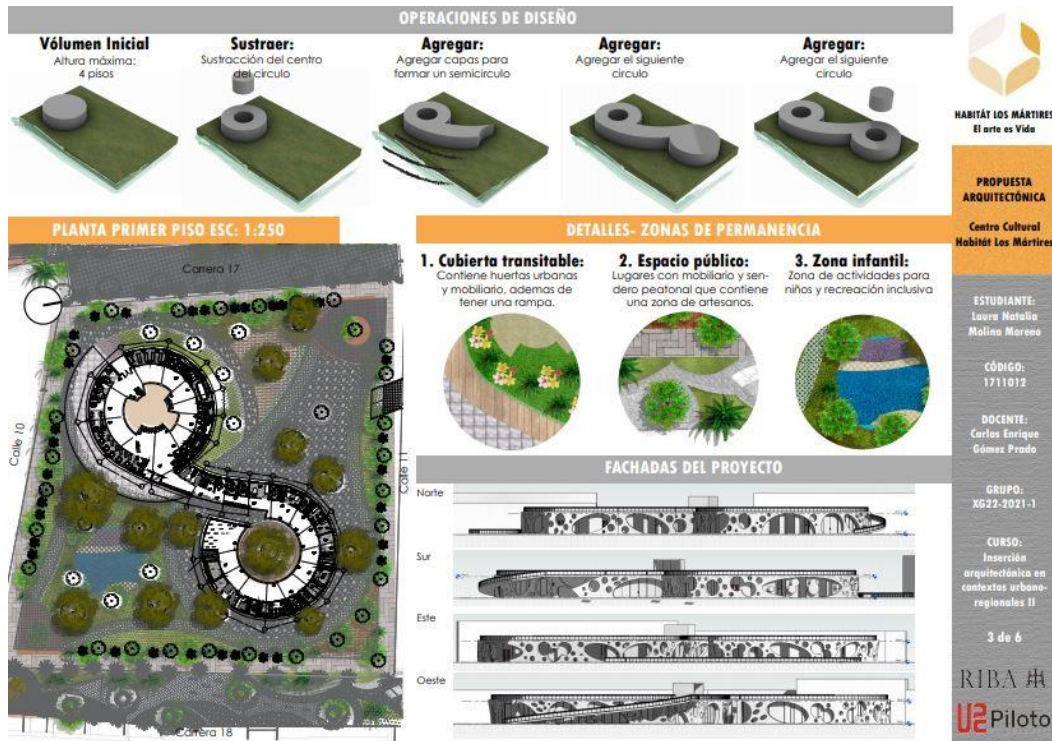 OPERACIONES DE DISEÑO
Vólumen Inicial
Altura máxima:
4 pisos
Sustraer:
Sustracción del centro
del circulo
Agregar:
Agregar capas para
formar un semicirculo
Agregar:
Agregar el siguiente
circulo
Agregar:
Agregar el siguiente
circulo
HABITÁT LOS MÁRTIRES
El arte es Vida
PROPUESTA
ARQUITECTÓNICA
Centro Cultural
Habitát Los Mártires
PLANTA PRIMER PISO ESC: 1:250
Carrera 17
Calle 10
Calle 11
Carrera 18
DETALLES- ZONAS DE PERMANENCIA
1. Cubierta transitable:
Contiene huertas urbanas
y mobiliario, ademas de
tener una rampa.
2. Espacio público:
Lugares con mobiliario y sen-
dero peatonal que contiene
una zona de artesanos.
3. Zona infantil:
Zona de actividades para
niños y recreación inclusiva
FACHADAS DEL PROYECTO
Norte
Sur
Este
Oeste
ESTUDIANTE:
Laura Natalia
Molina Moreno
CÓDIGO:
1711012
DOCENTE:
Carlos Enrique
Gómez Prado
GRUPO:
XG22-2021-1
CURSO:
Inserción
arquitectónica en
contextos urbano-
regionales II
3 de 6
RIBA
U2 Piloto